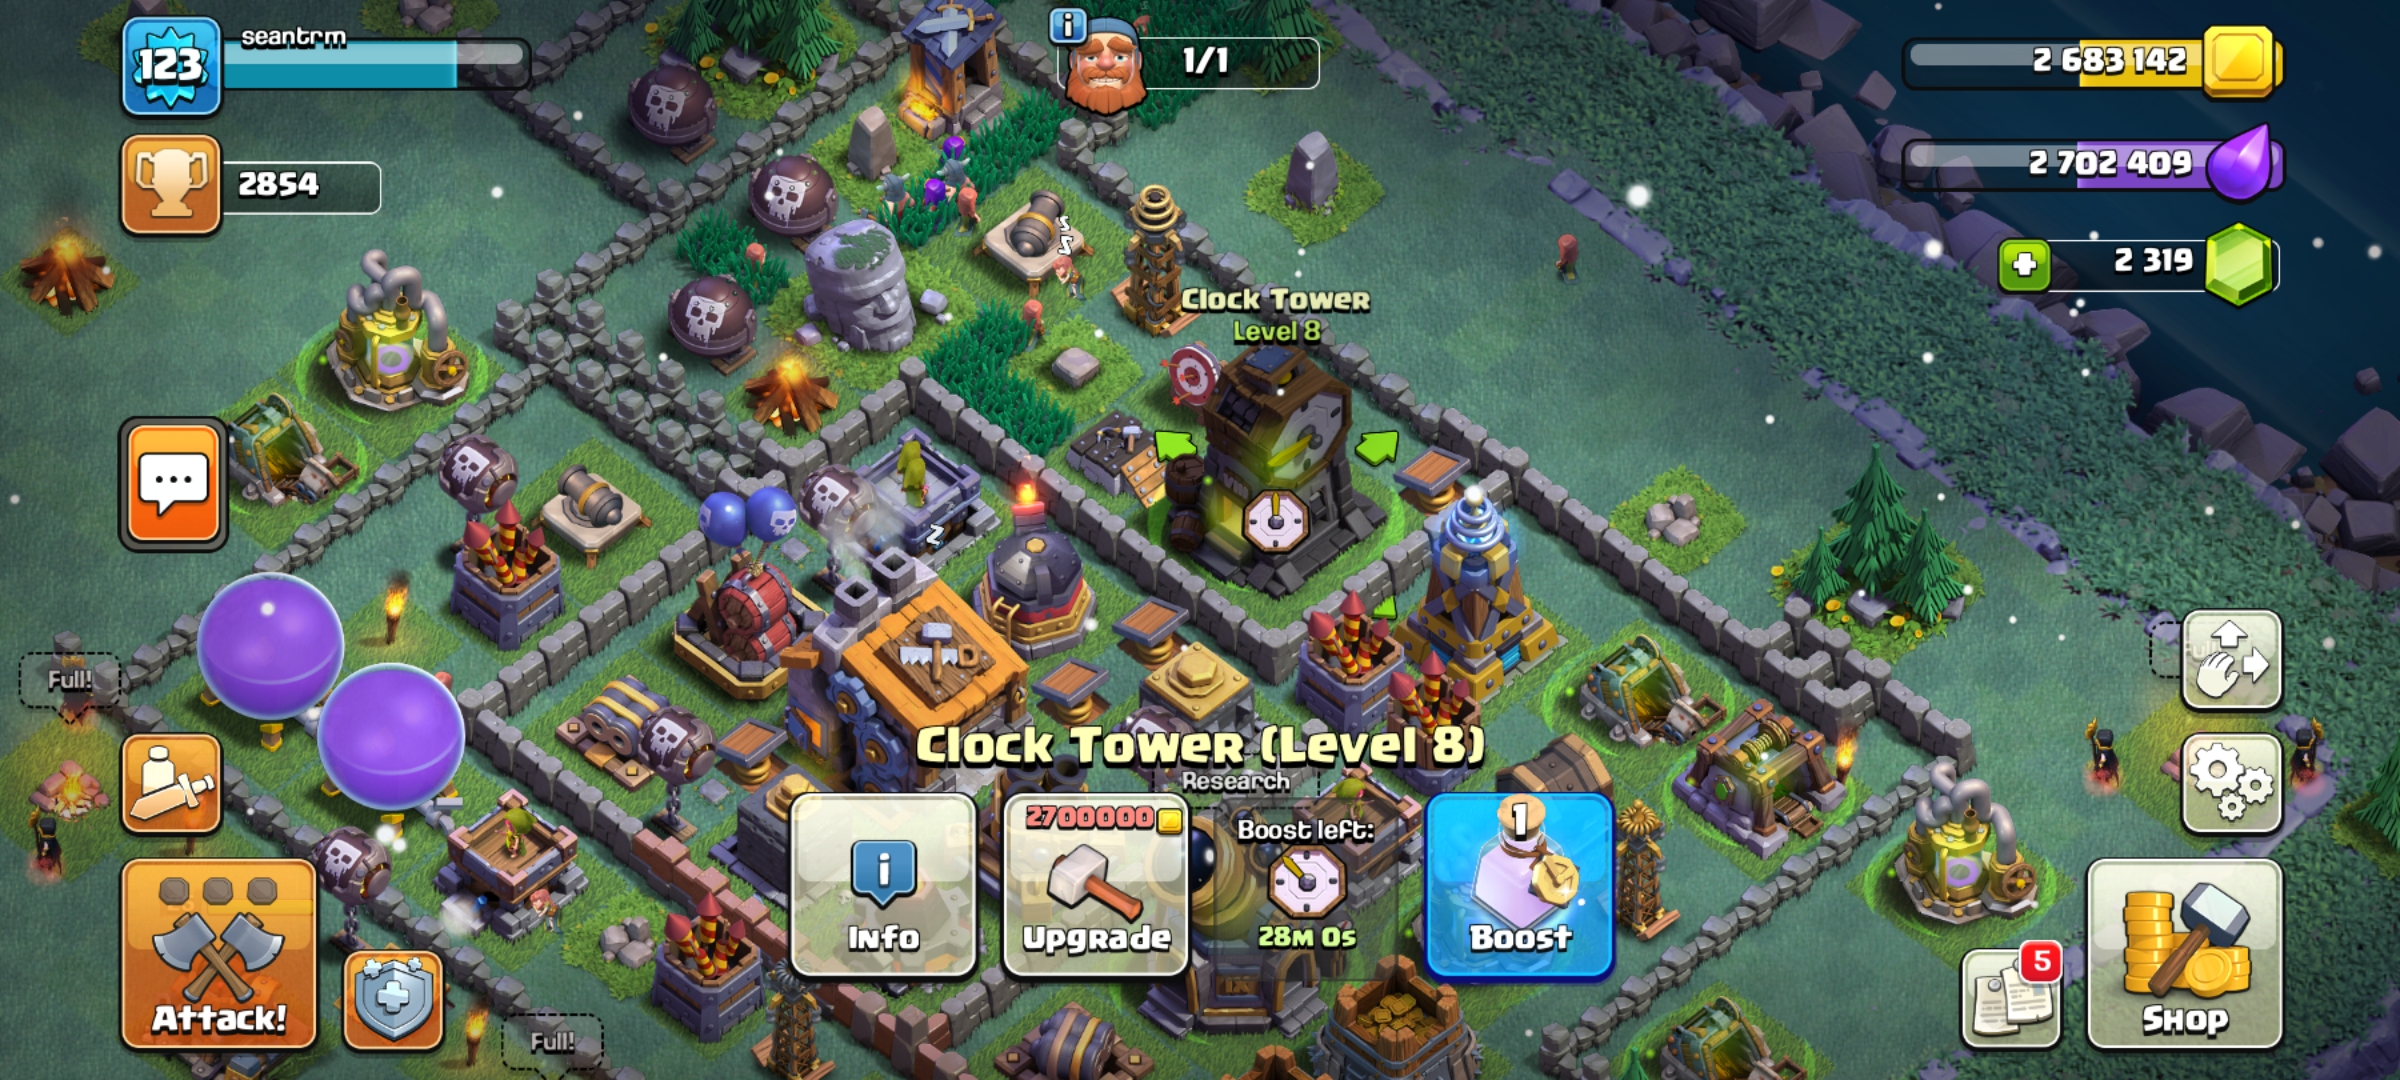 seantrm
123
1/1
2 683 142
2854
2 702 409
2 319
Clock Tower
Level 8
Full!
Clock Tower (Level 8)
Research
2700000
Boost left:
1
Info
Upgrade
28M 0s
Boost
5
Attack!
Full!
Shop